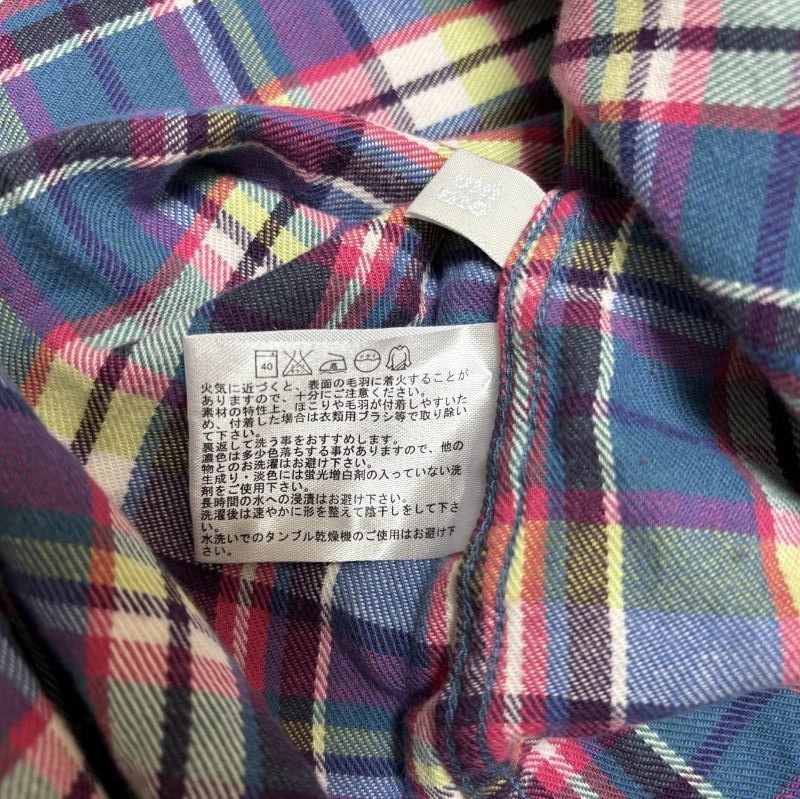 40
火気に近づくと、表面の毛羽に着火することが
ありますので、十分にご注意ください。
素材の特性上、ほこりや毛羽が付着しやすいた
め、付着した場合は衣類用ブラシ等で取り除い
て下さい。
裏返して洗う事をおすすめします。
濃色は多少色落ちする事がありますので、他の
物とのお洗濯はお避け下さい。
生成り・淡色には蛍光増白剤の入っていない洗
剤をご使用下さい。
長時間の水への浸漬はお避け下さい。
洗濯後は速やかに形を整えて陰干しをして下さ
い。
水洗いでのタンブル乾燥機のご使用はお避け下
さい。